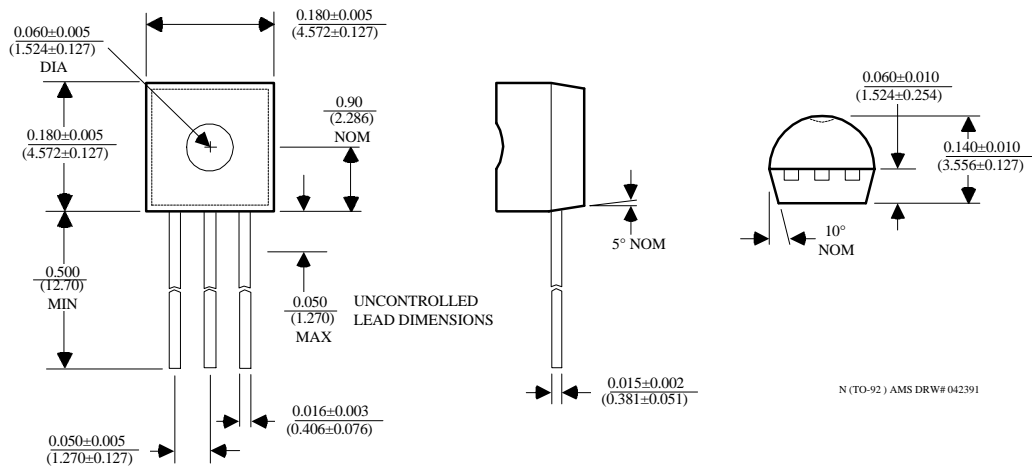 0.060±0.005
(1.524±0.127)
DIA
0.180±0.005
(4.572±0.127)
0.180±0.005
(4.572±0.127)
0.90
(2.286)
NOM
0.500
(12.70)
MIN
0.050
(1.270)
MAX
UNCONTROLLED
LEAD DIMENSIONS
0.016±0.003
(0.406±0.076)
0.050±0.005
(1.270±0.127)
5° NOM
0.015±0.002
(0.381±0.051)
0.060±0.010
(1.524±0.254)
0.140±0.010
(3.556±0.127)
10°
NOM
N (TO-92 ) AMS DRW# 042391